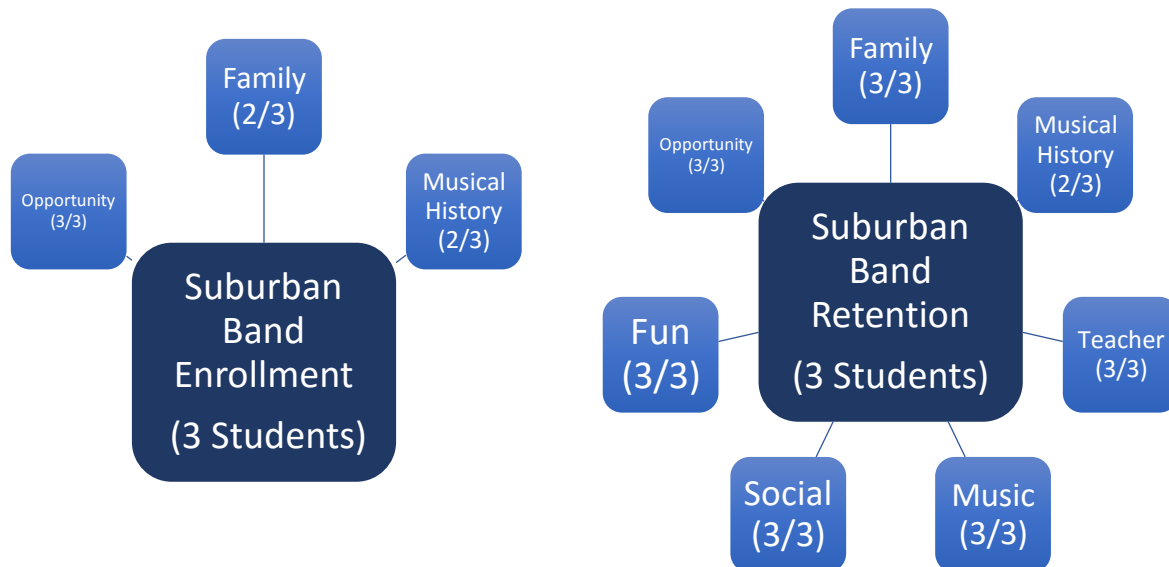 Family
(2/3)
Opportunity
(3/3)
Musical
History
(2/3)
Suburban
Band
Enrollment
(3 Students)
Family
(3/3)
Opportunity
(3/3)
Musical
History
(2/3)
Suburban
Band
Retention
(3 Students)
Fun
(3/3)
Teacher
(3/3)
Social
(3/3)
Music
(3/3)